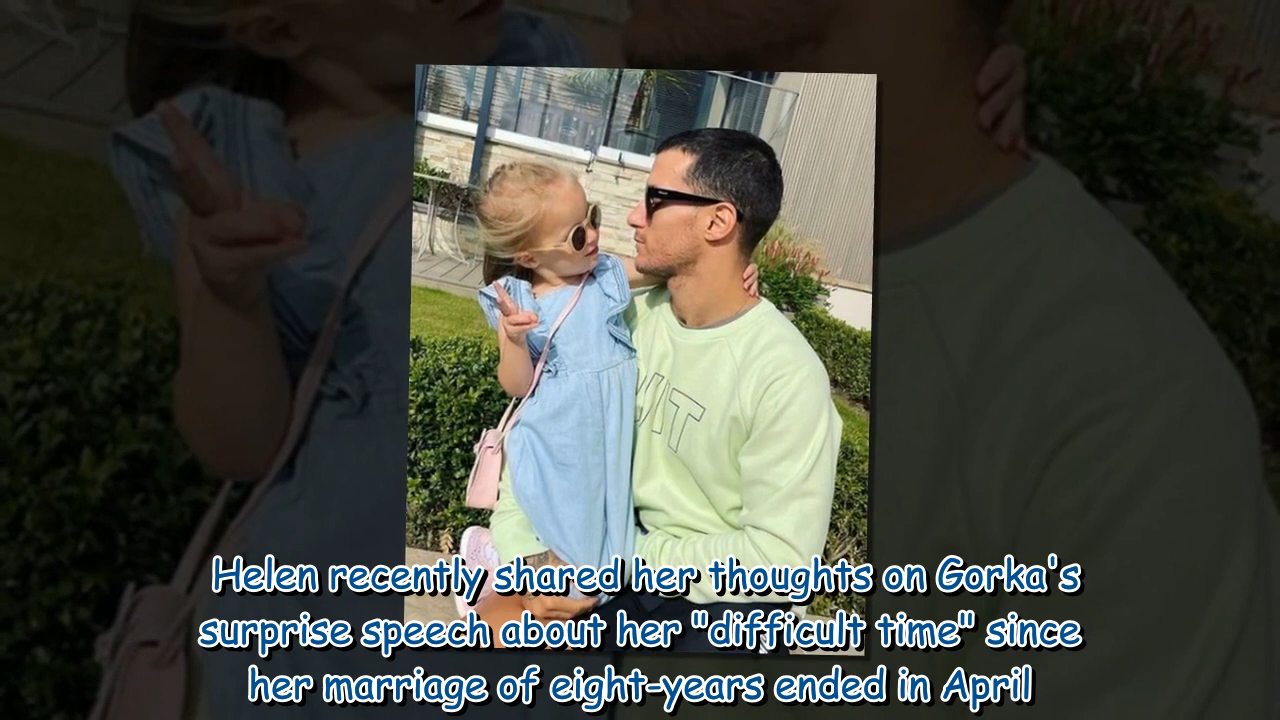 UIT
Helen recently shared her thoughts on Gorka's
surprise speech about her "difficult time" since
her marriage of eight-years ended in April